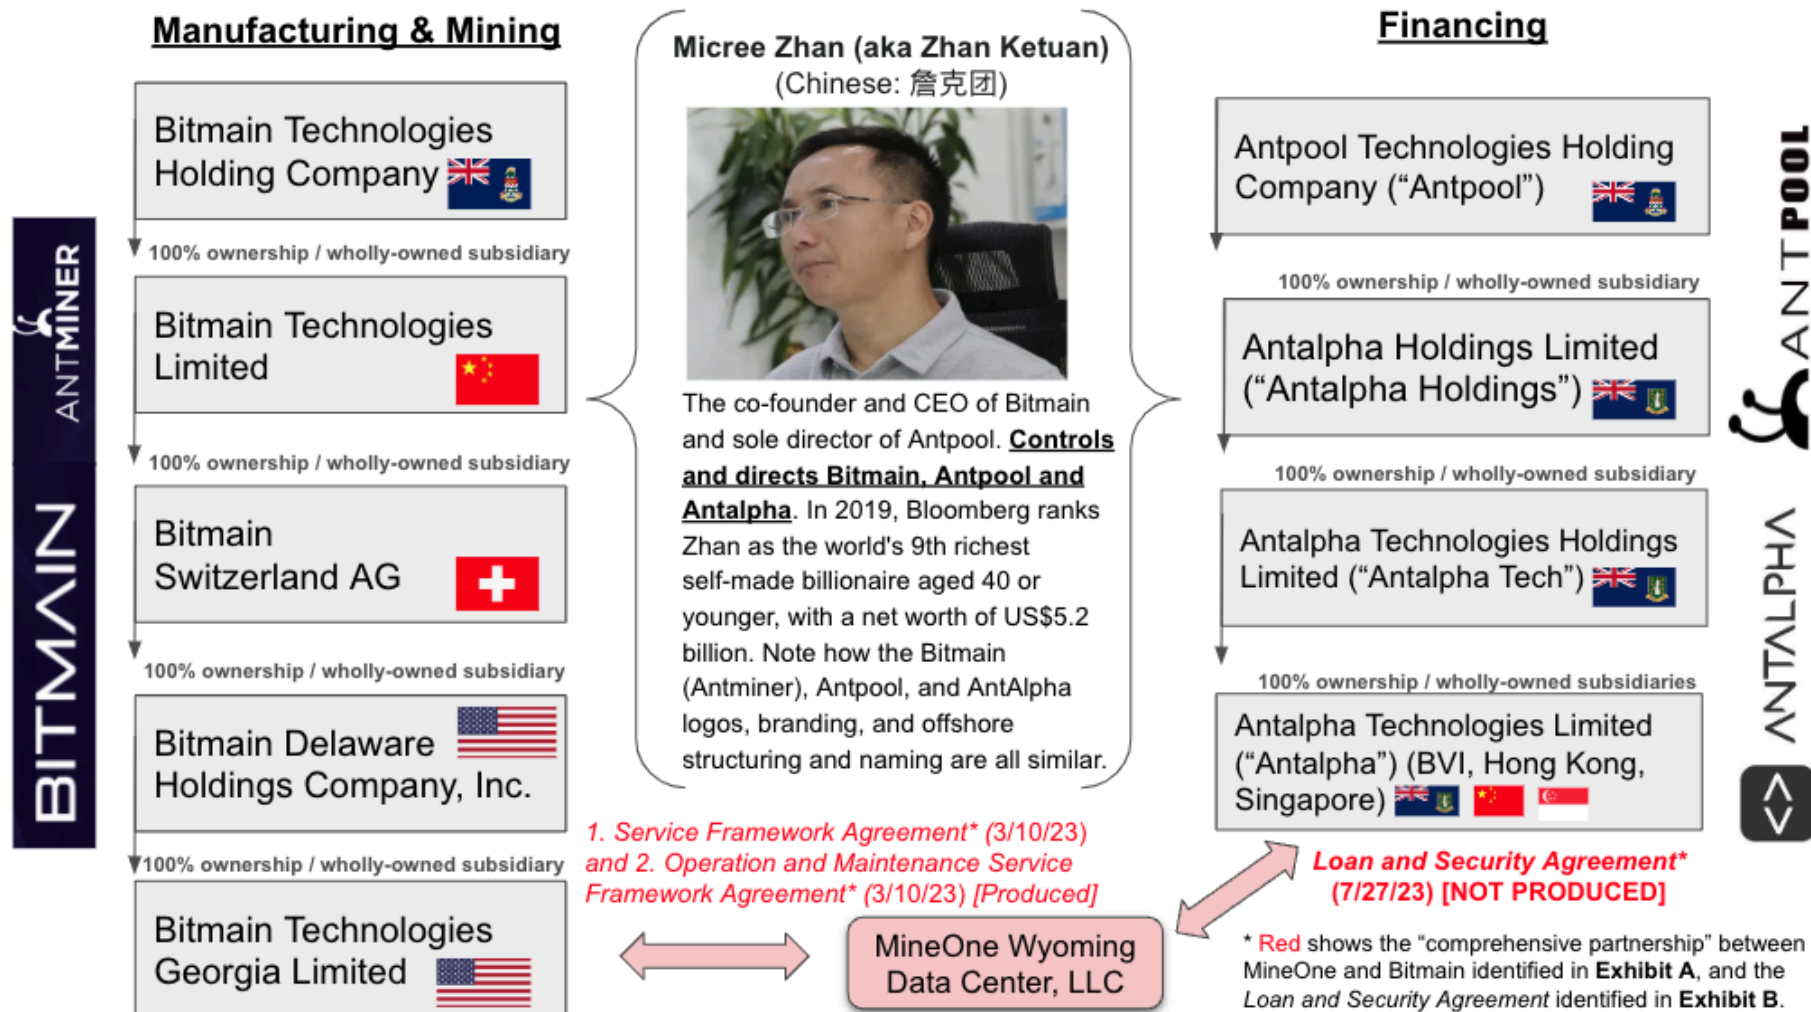 Manufacturing & Mining
Bitmain Technologies
Holding Company
100% ownership / wholly-owned subsidiary
Bitmain Technologies
Limited
100% ownership / wholly-owned subsidiary
Bitmain
Switzerland AG
100% ownership / wholly-owned subsidiary
Bitmain Delaware
Holdings Company, Inc.
100% ownership / wholly-owned subsidiary
Bitmain Technologies
Georgia Limited
ANTMINER
BITMAIN
Micree Zhan (aka Zhan Ketuan)
(Chinese: 詹克团)
The co-founder and CEO of Bitmain
and sole director of Antpool. Controls
and directs Bitmain, Antpool and
Antalpha. In 2019, Bloomberg ranks
Zhan as the world's 9th richest
self-made billionaire aged 40 or
younger, with a net worth of US$5.2
billion. Note how the Bitmain
(Antminer), Antpool, and AntAlpha
logos, branding, and offshore
structuring and naming are all similar.
1. Service Framework Agreement* (3/10/23)
and 2. Operation and Maintenance Service
Framework Agreement* (3/10/23) [Produced]
MineOne Wyoming
Data Center, LLC
Financing
Antpool Technologies Holding
Company (“Antpool”)
100% ownership / wholly-owned subsidiary
Antalpha Holdings Limited
(“Antalpha Holdings”)
100% ownership / wholly-owned subsidiary
Antalpha Technologies Holdings
Limited (“Antalpha Tech”)
100% ownership / wholly-owned subsidiaries
Antalpha Technologies Limited
(“Antalpha”) (BVI, Hong Kong,
Singapore)
Loan and Security Agreement*
(7/27/23) [NOT PRODUCED]
* Red shows the “comprehensive partnership” between
MineOne and Bitmain identified in Exhibit A, and the
Loan and Security Agreement identified in Exhibit B.
ANTPOOL
ANTALPHA